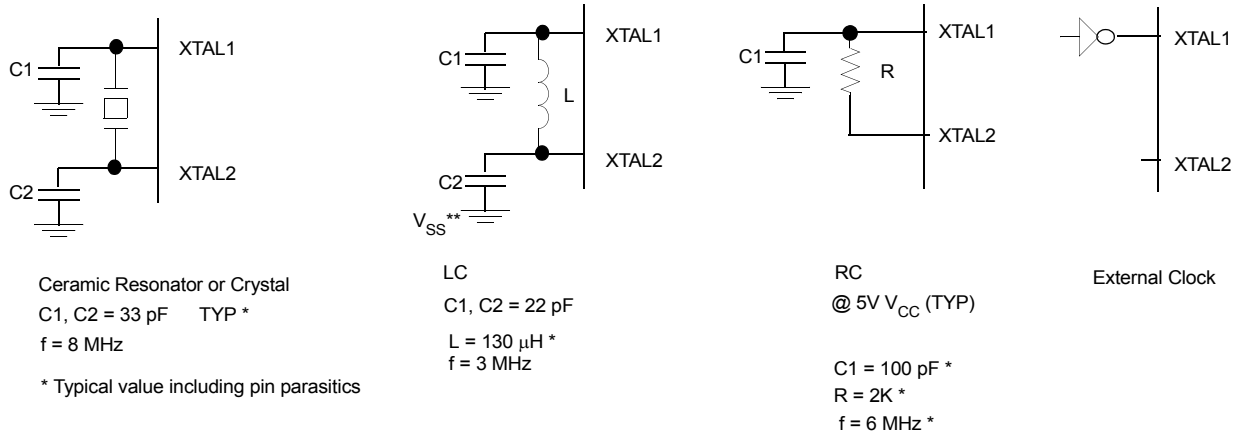 XTAL1
C1
C2
XTAL2
Ceramic Resonator or Crystal
C1, C2 = 33 pF TYP *
f = 8 MHz
* Typical value including pin parasitics
XTAL1
C1
L
XTAL2
C2
VSS**
LC
C1, C2 = 22 pF
L = 130 μH *
f = 3 MHz
XTAL1
C1
R
XTAL2
RC
@ 5V VCC (TYP)
C1 = 100 pF *
R = 2K *
f = 6 MHz *
XTAL1
XTAL2
External Clock